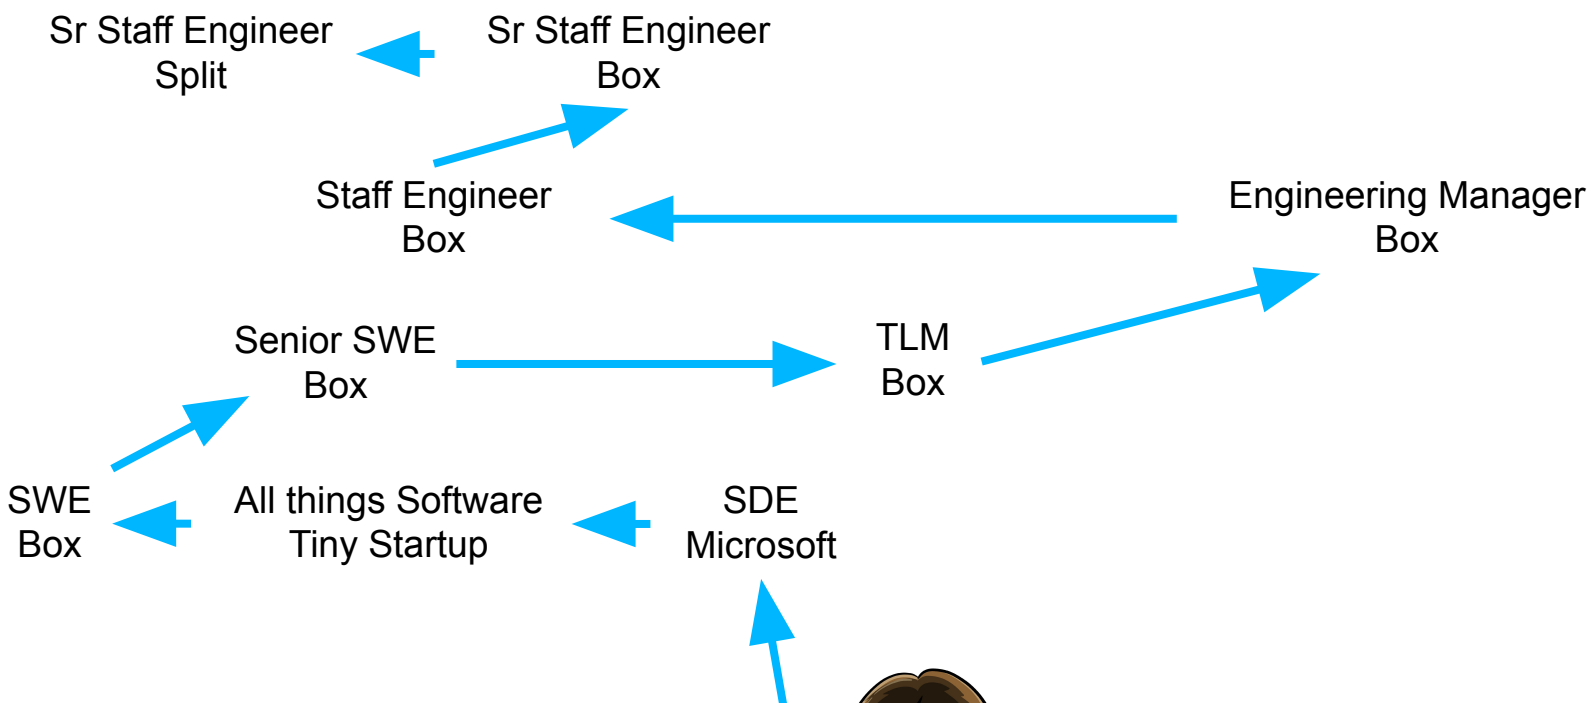 Sr Staff Engineer
Split
Sr Staff Engineer
Box
Staff Engineer
Box
Engineering Manager
Box
Senior SWE
Box
TLM
Box
SWE
Box
All things Software
Tiny Startup
SDE
Microsoft